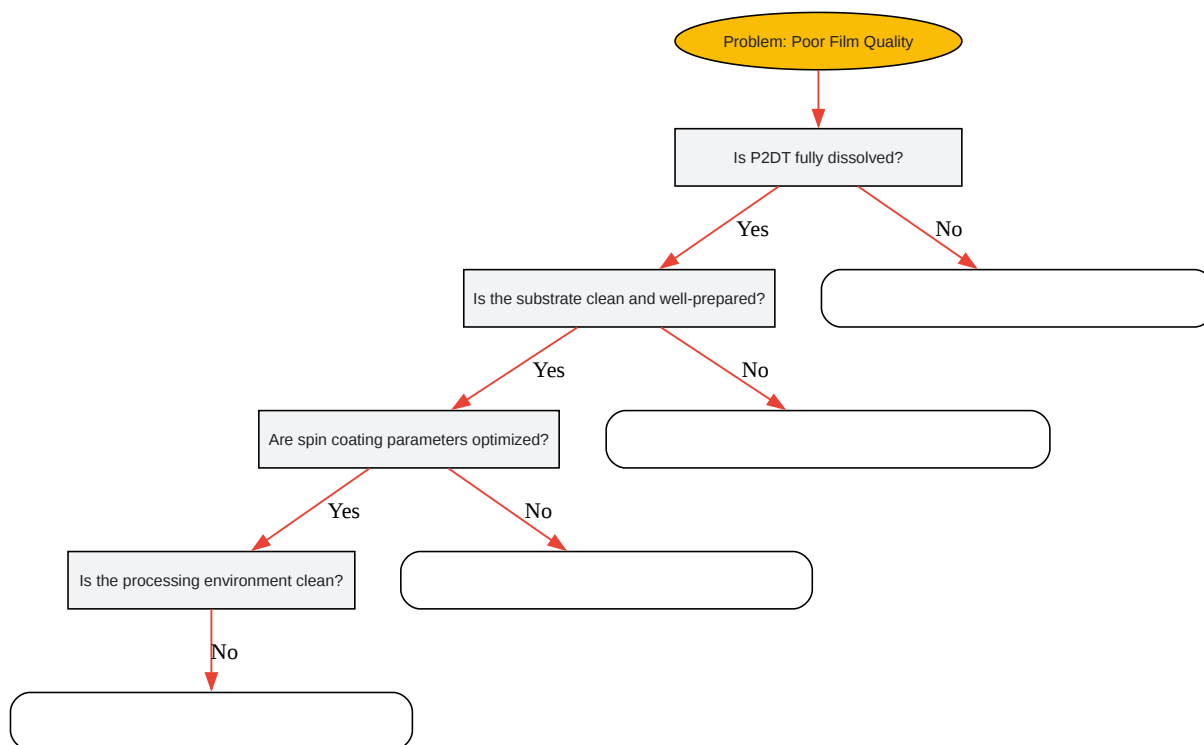 Problem: Poor Film Quality
Is P2DT fully dissolved?
Yes
No
Is the substrate clean and well-prepared?
Yes
No
Are spin coating parameters optimized?
Yes
No
Is the processing environment clean?
No